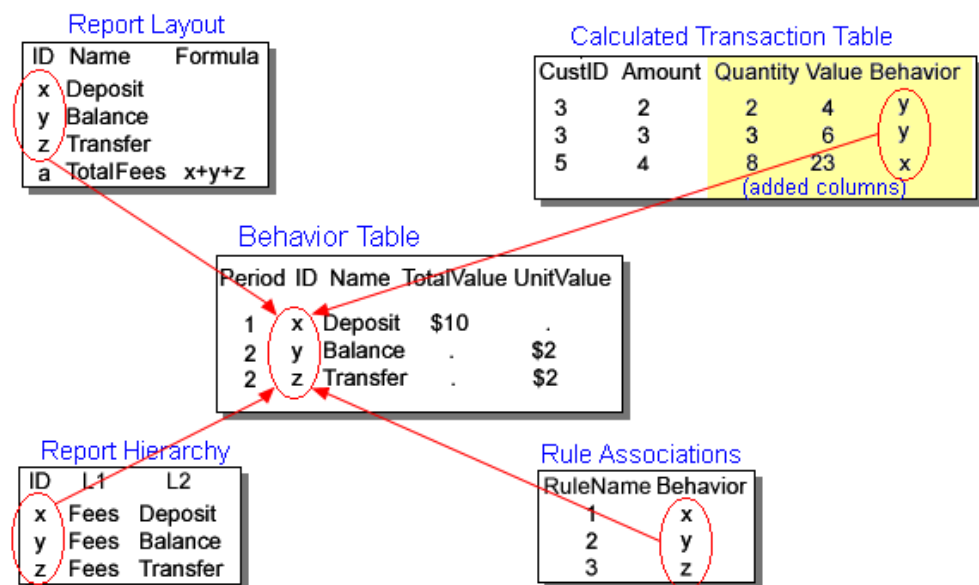 Report Layout
ID Name Formula
x Deposit
y Balance
z Transfer
a TotalFees x+y+z
Calculated Transaction Table
CustID Amount Quantity Value Behavior
3 2 2 4 y
3 3 3 6 y
5 4 8 23 x
(added columns)
Behavior Table
Period ID Name TotalValue UnitValue
1 x Deposit $10 .
2 y Balance . $2
2 z Transfer . $2
Report Hierarchy
ID L1 L2
x Fees Deposit
y Fees Balance
z Fees Transfer
Rule Associations
RuleName Behavior
1 x
2 y
3 z